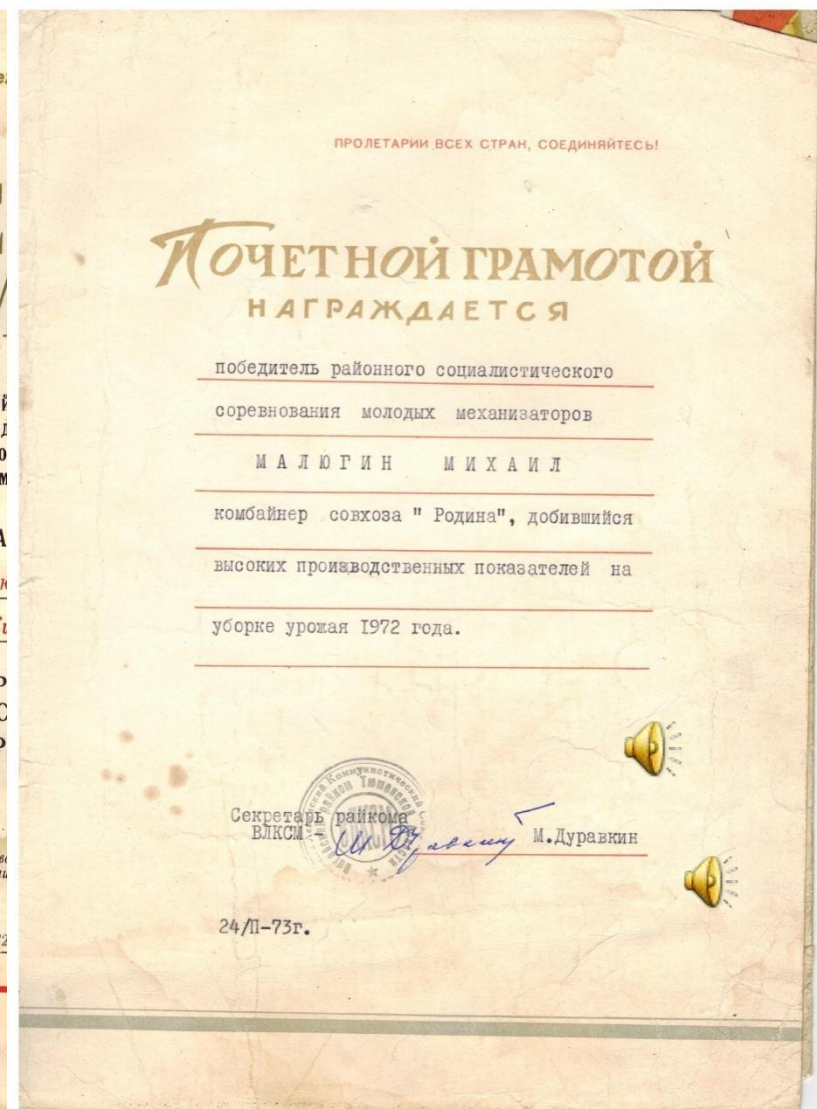 ПРОЛЕТАРИИ ВСЕХ СТРАН, СОЕДИНЯЙТЕСЬ!
ПОЧЕТНОЙ ГРАМОТОЙ
НАГРАЖДАЕТСЯ
победитель районного социалистического
соревнования молодых механизаторов
МАЛЮГИН МИХАИЛ
комбайнер совхоза " Родина", добившийся
высоких производственных показателей на
уборке урожая 1972 года.
Секретарь райкома
ВЛКСМ - М.Дуравкин
24/П-73г.